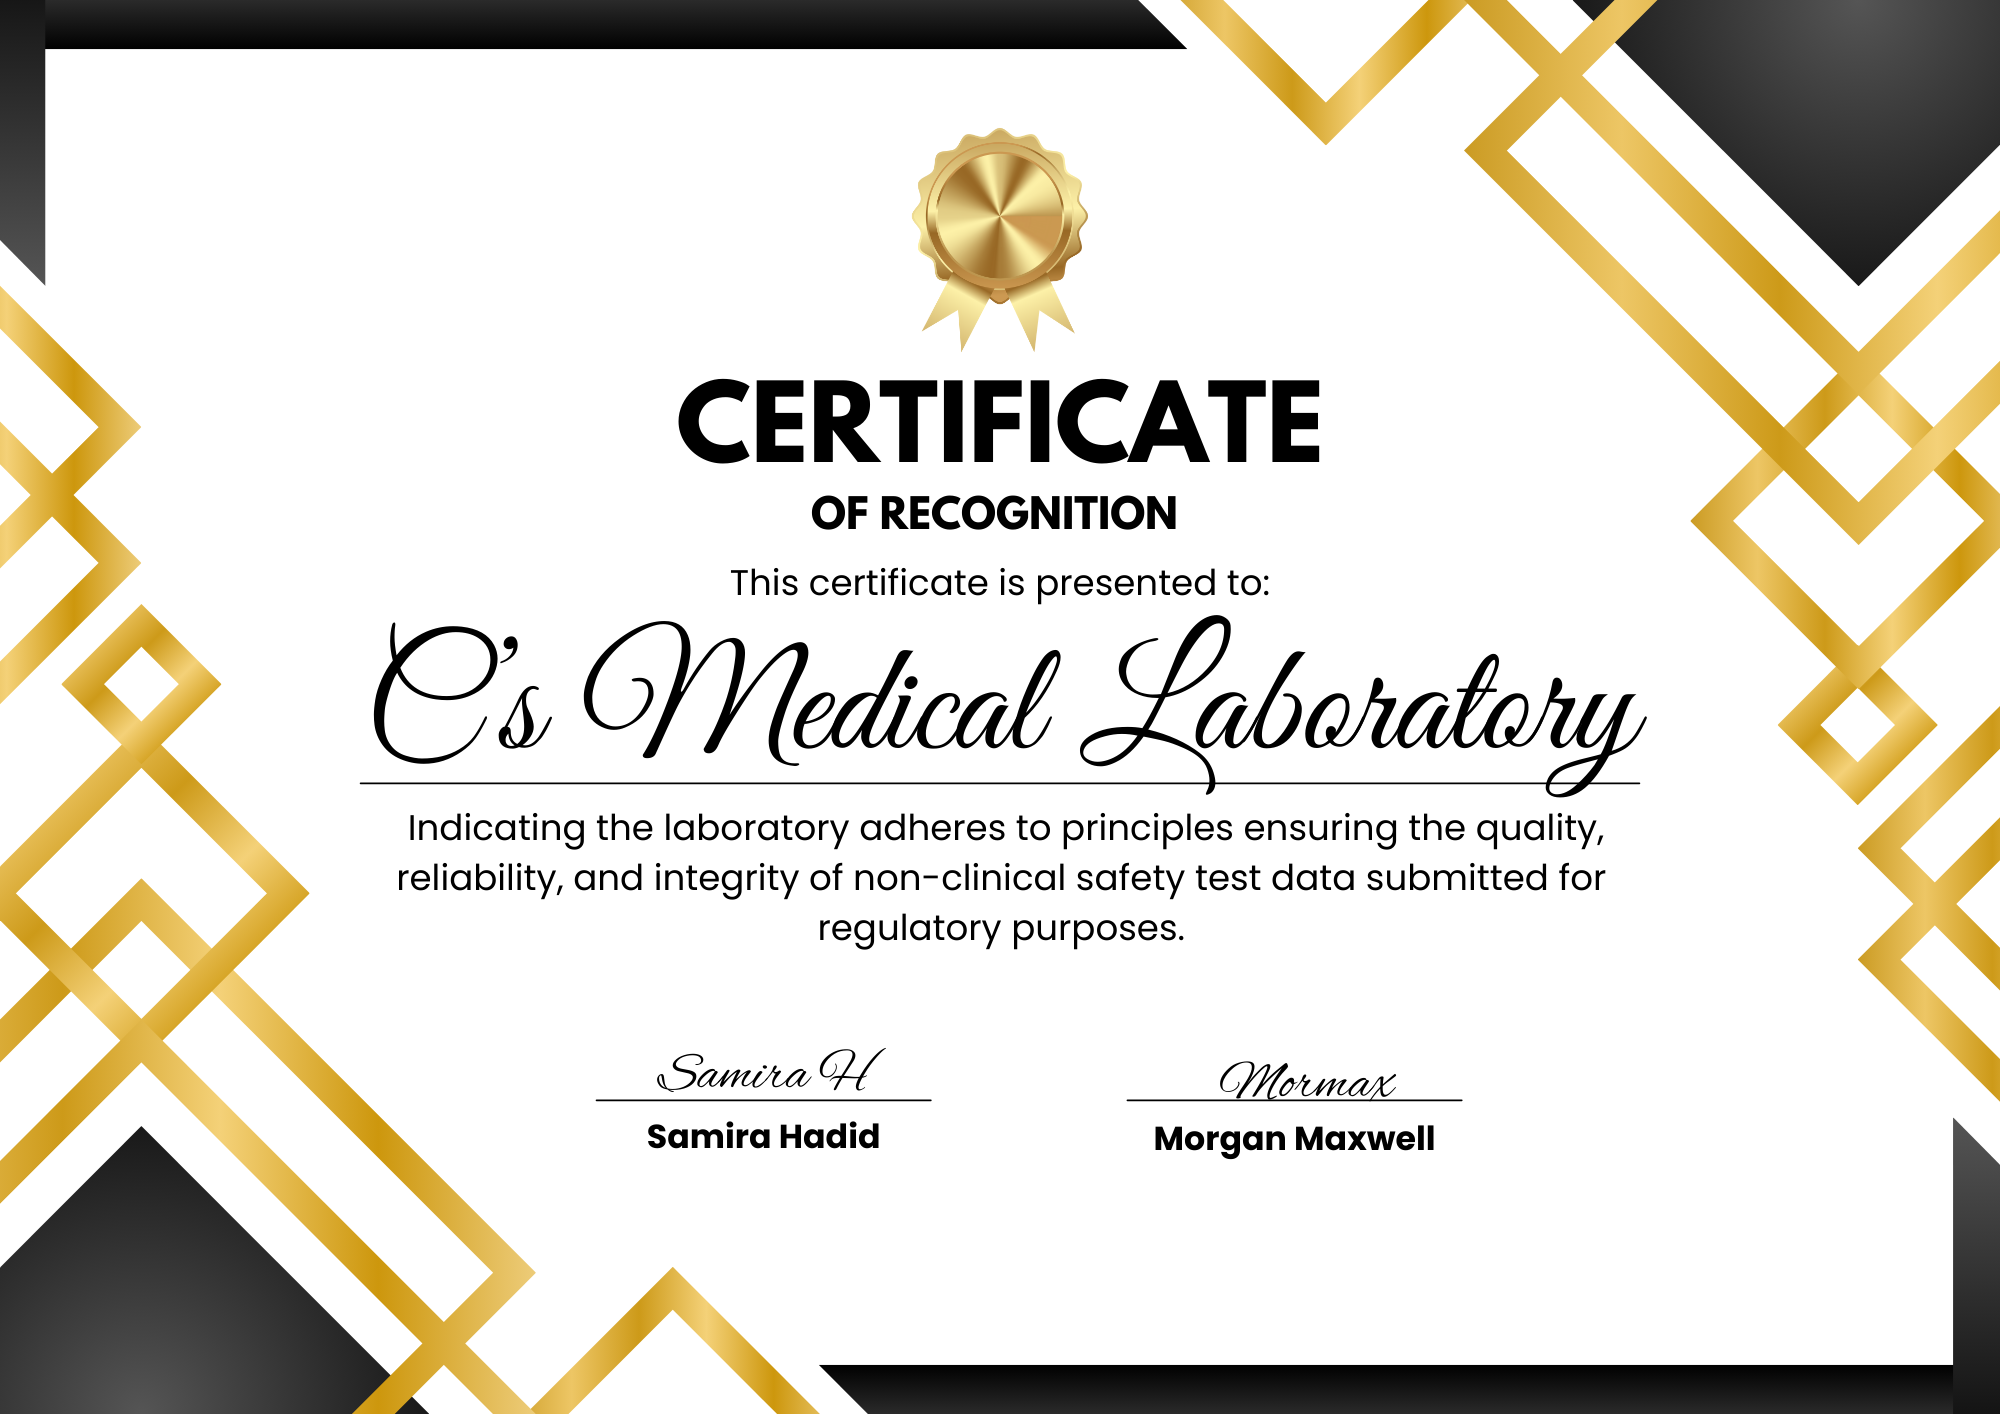 CERTIFICATE
OF RECOGNITION
This certificate is presented to:
C's Medical Laboratory
Indicating the laboratory adheres to principles ensuring the quality,
reliability, and integrity of non-clinical safety test data submitted for
regulatory purposes.
Samira H
Samira Hadid
Mormax
Morgan Maxwell